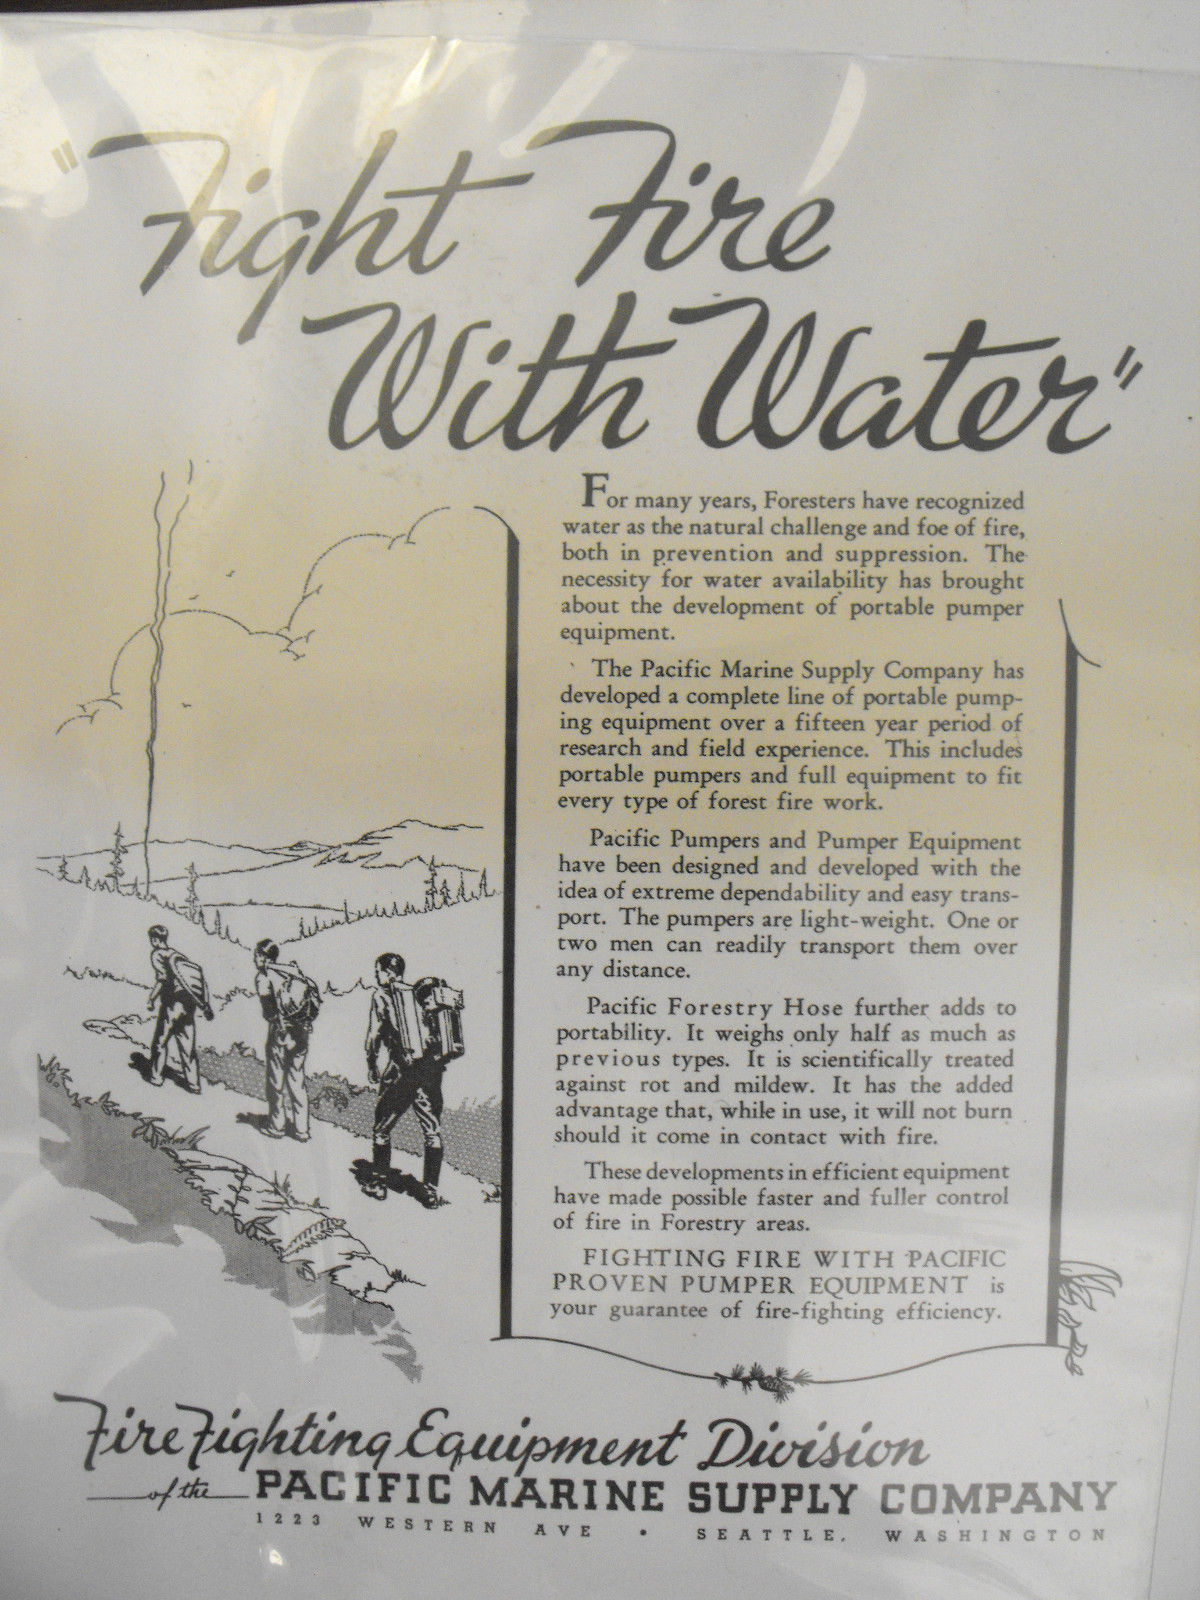 "Fight Fire
With Water"
For many years, Foresters have recognized
water as the natural challenge and foe of fire,
both in prevention and suppression. The
necessity for water availability has brought
about the development of portable pumper
equipment.
The Pacific Marine Supply Company has
developed a complete line of portable pump-
ing equipment over a fifteen year period of
research and field experience. This includes
portable pumpers and full equipment to fit
every type of forest fire work.
Pacific Pumpers and Pumper Equipment
have been designed and developed with the
idea of extreme dependability and easy trans-
port. The pumpers are light-weight. One or
two men can readily transport them over
any distance.
Pacific Forestry Hose further adds to
portability. It weighs only half as much as
previous types. It is scientifically treated
against rot and mildew. It has the added
advantage that, while in use, it will not burn
should it come in contact with fire.
These developments in efficient equipment
have made possible faster and fuller control
of fire in Forestry areas.
FIGHTING FIRE WITH PACIFIC
PROVEN PUMPER EQUIPMENT is
your guarantee of fire-fighting efficiency.
Fire Fighting Equipment Division
of the PACIFIC MARINE SUPPLY COMPANY
1223 WESTERN AVE • SEATTLE, WASHINGTON